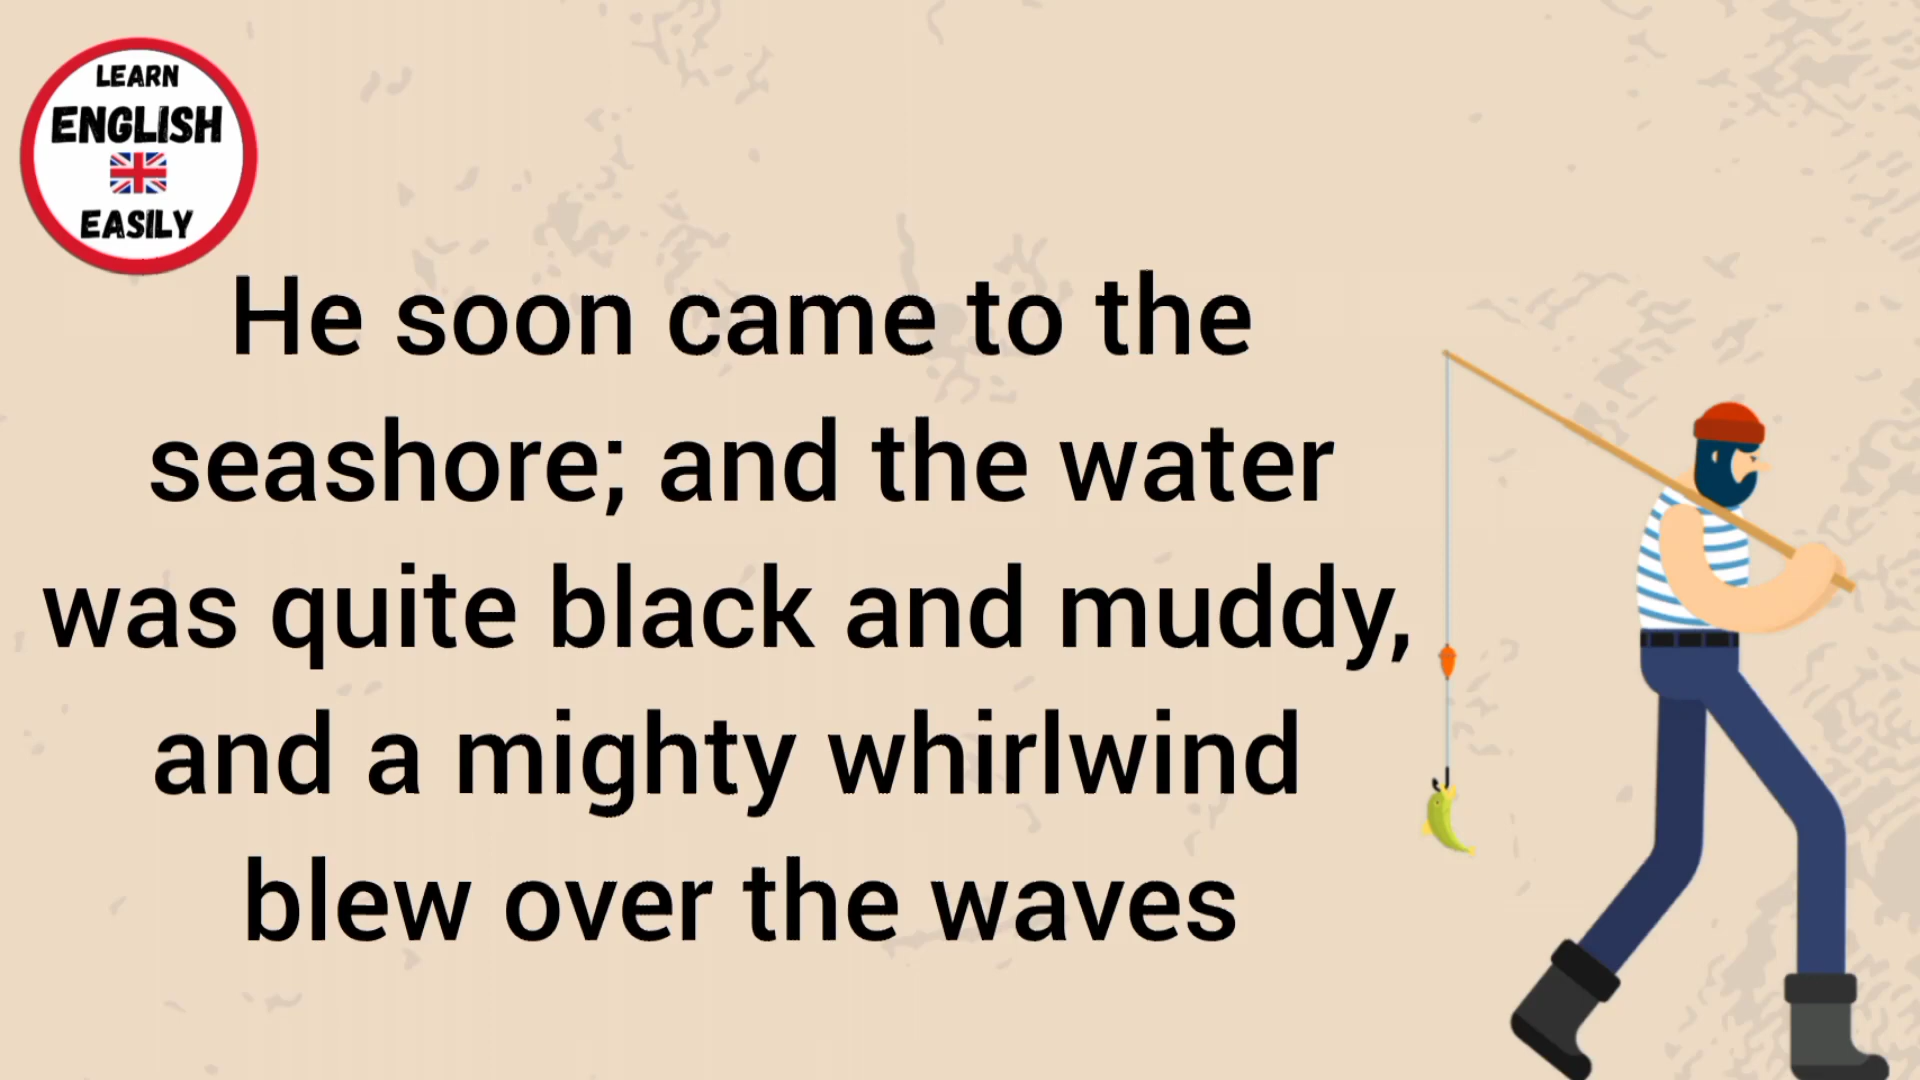 LEARN
ENGLISH
EASILY
He soon came to the
seashore; and the water
was quite black and muddy,
and a mighty whirlwind
blew over the waves